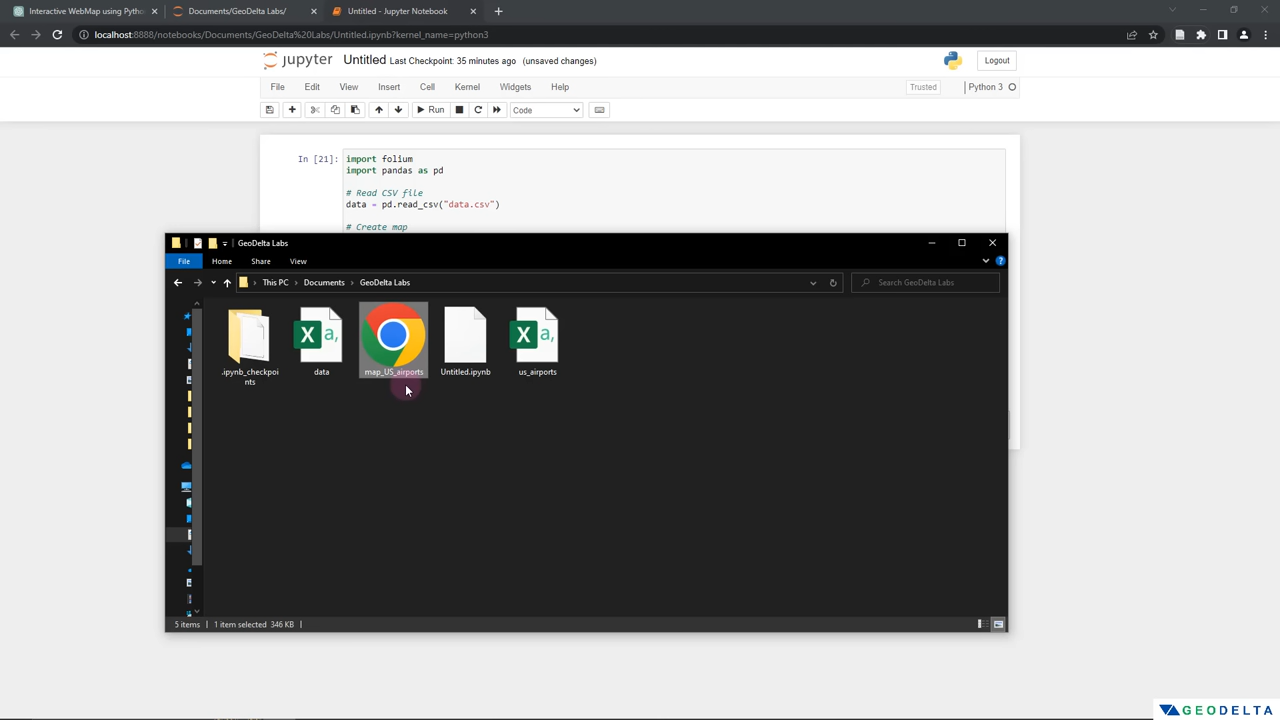 Interactive WebMap using Pytho
Documents/GeoDelta Labs/
Untitled - Jupyter Notebook
localhost:8888/notebooks/Documents/GeoDelta%20Labs/Untitled.ipynb?kernel_name=python3
jupyter Untitled Last Checkpoint: 35 minutes ago (unsaved changes)
Logout
File Edit View Insert Cell Kernel Widgets Help
Trusted
Python 3
Run
Code
In [21]:
import folium
import pandas as pd
# Read CSV file
data = pd.read_csv("data.csv")
# Create map
GeoDelta Labs
File Home Share View
This PC > Documents > GeoDelta Labs
Search GeoDelta Labs
.ipynb_checkpoi
nts
data
map_US_airports
Untitled.ipynb
us_airports
5 items
1 item selected 346 KB
GEODELTA